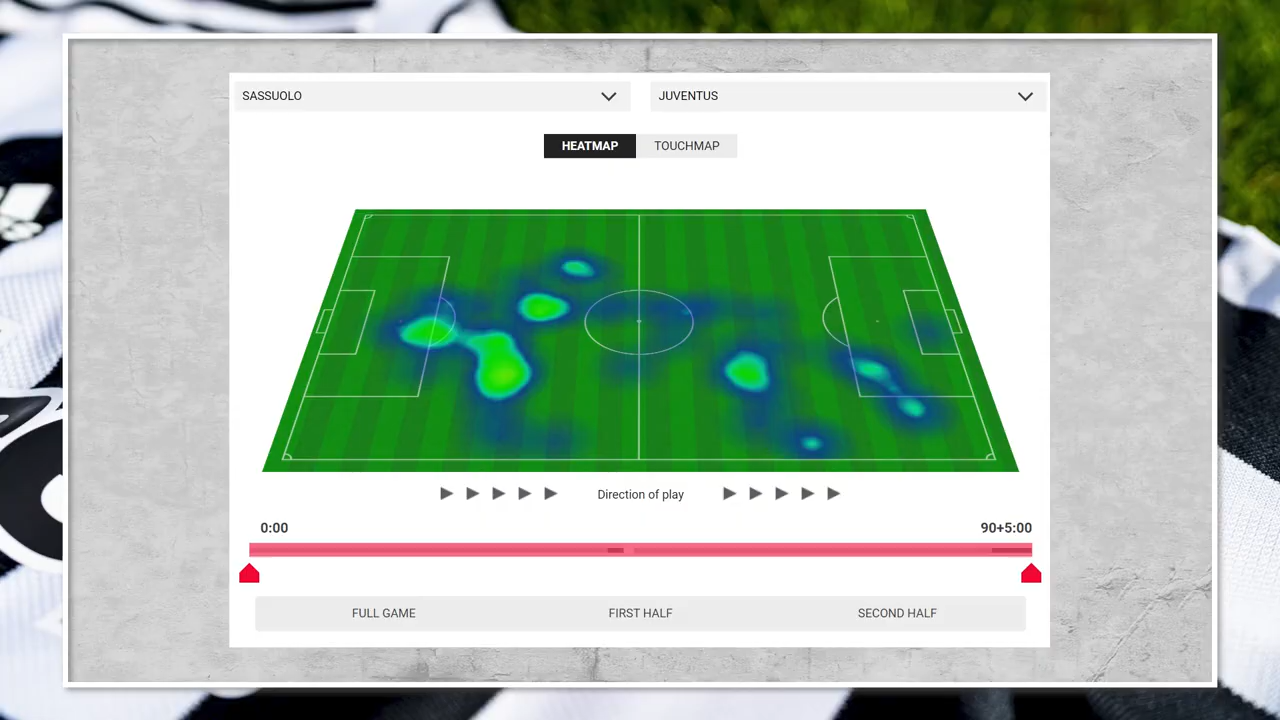 SASSUOLO
JUVENTUS
HEATMAP
TOUCHMAP
Direction of play
0:00
90+5:00
FULL GAME
FIRST HALF
SECOND HALF